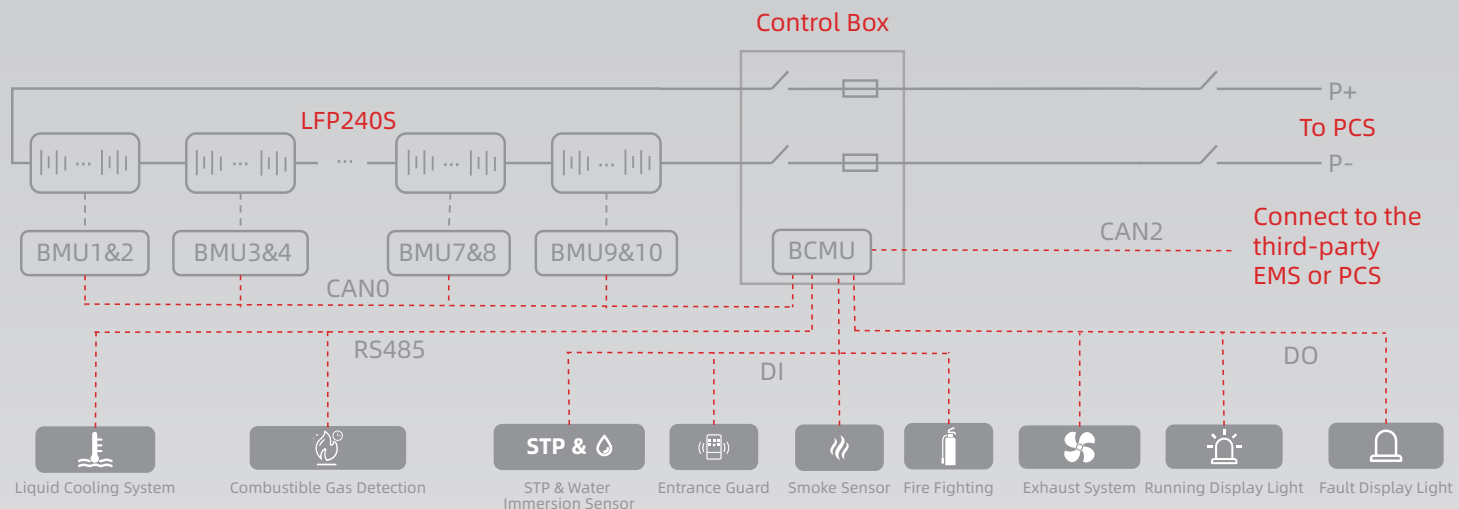 Control Box
P+
LFP240S
To PCS
...
... ... ... ...
P-
BMU1&2 BMU3&4 BMU7&8 BMU9&10 BCMU
CAN2
Connect to the
third-party
EMS or PCS
CAN0
RS485
DI
DO
STP &
Liquid Cooling System
Combustible Gas Detection
STP & Water
Immersion Sensor
Entrance Guard
Smoke Sensor
Fire Fighting
Exhaust System
Running Display Light
Fault Display Light